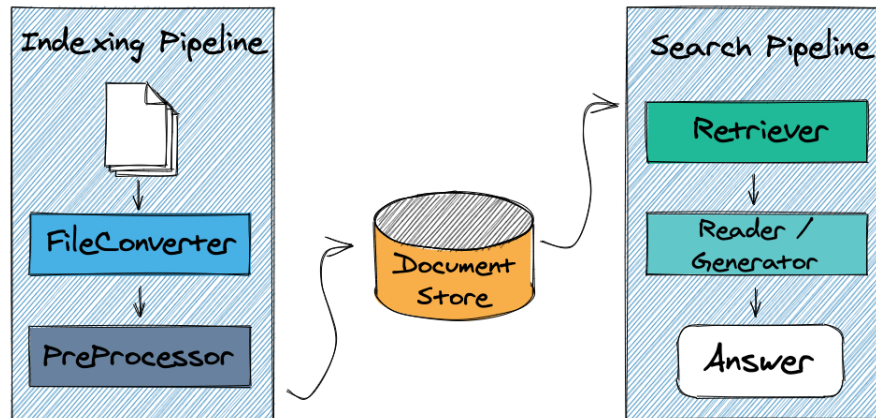 Indexing Pipeline
FileConverter
PreProcessor
Document
Store
Search Pipeline
Retriever
Reader /
Generator
Answer